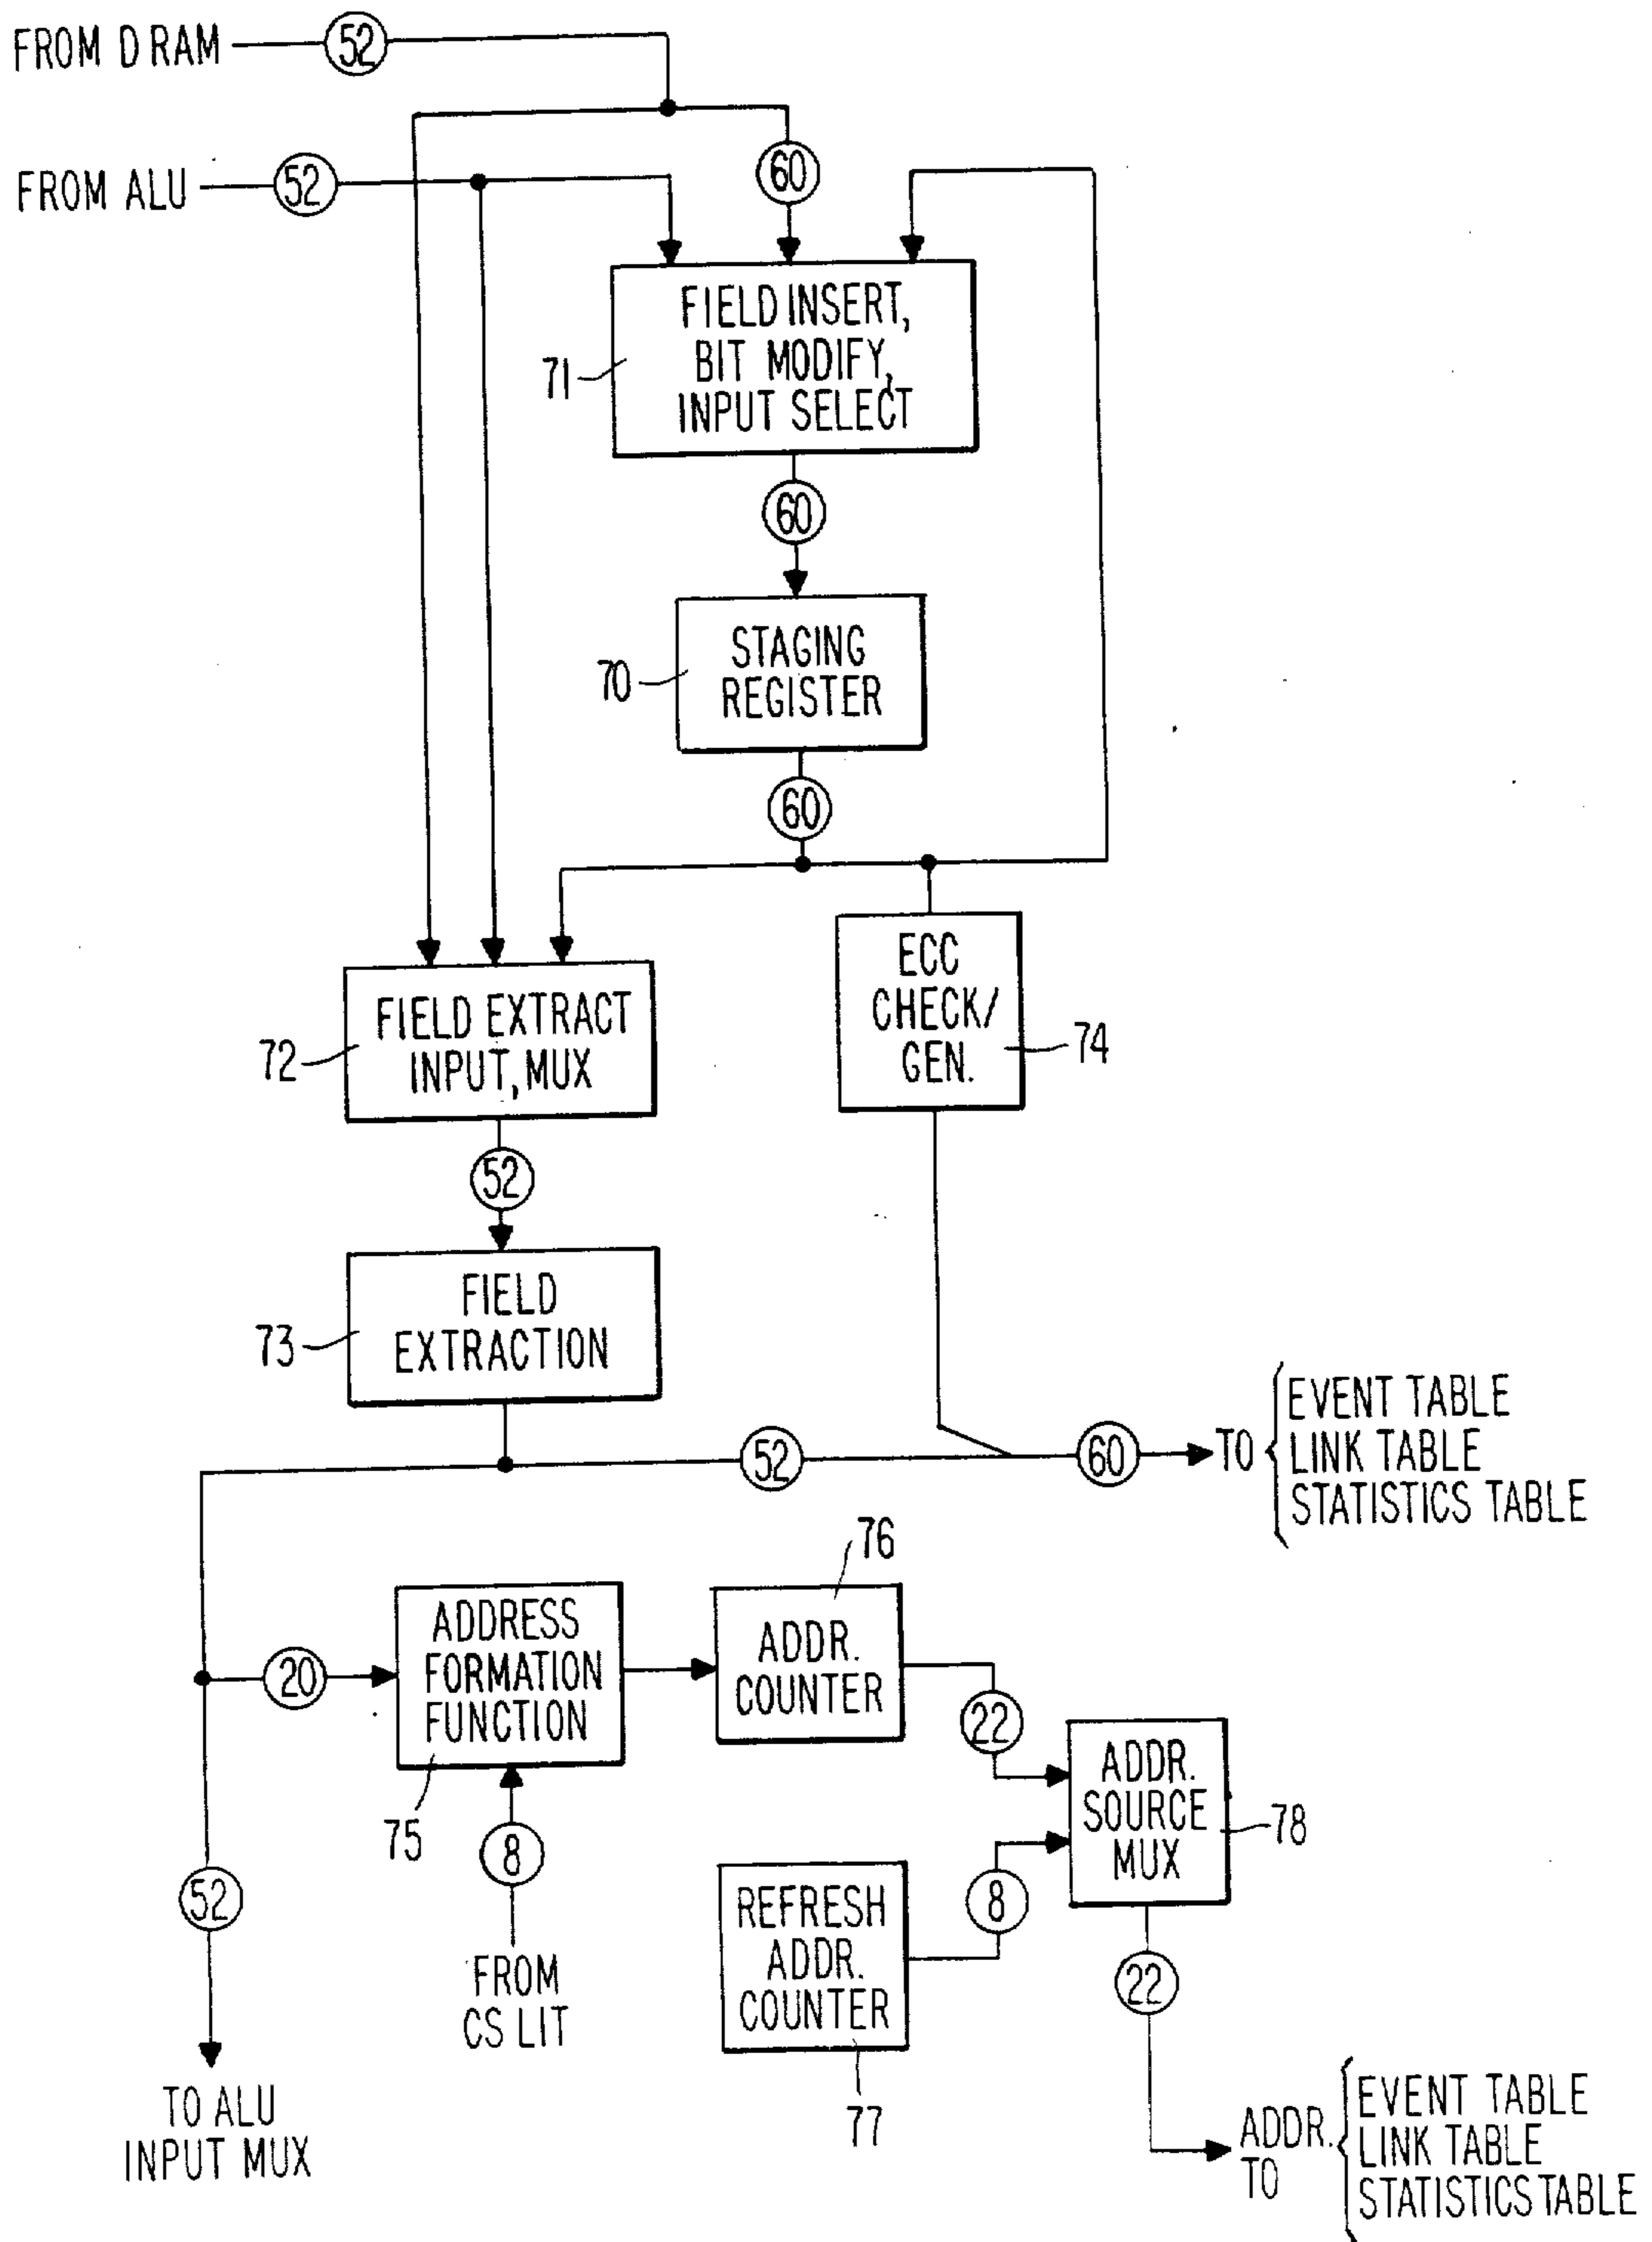 FROM D RAM
52
FROM ALU
52
60
FIELD INSERT,
BIT MODIFY,
INPUT SELECT
71
60
STAGING
REGISTER
70
60
FIELD EXTRACT
INPUT, MUX
72
ECC
CHECK/
GEN.
74
52
FIELD
EXTRACTION
73
52
60
TO
EVENT TABLE
LINK TABLE
STATISTICS TABLE
20
ADDRESS
FORMATION
FUNCTION
75
76
ADDR.
COUNTER
22
ADDR.
SOURCE
MUX
78
8
FROM
CS LIT
52
TO ALU
INPUT MUX
REFRESH
ADDR.
COUNTER
77
8
22
ADDR.
TO
EVENT TABLE
LINK TABLE
STATISTICS TABLE